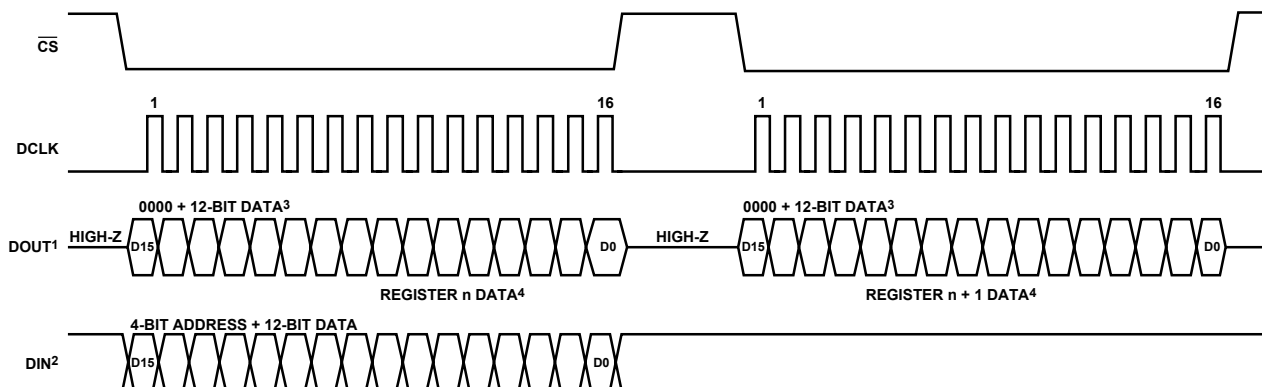 CS
1 16 1 16
DCLK
0000 + 12-BIT DATA3 0000 + 12-BIT DATA3
DOUT1 HIGH-Z D15 D0 HIGH-Z D15 D0
REGISTER n DATA4 REGISTER n + 1 DATA4
4-BIT ADDRESS + 12-BIT DATA
DIN2 D15 D0